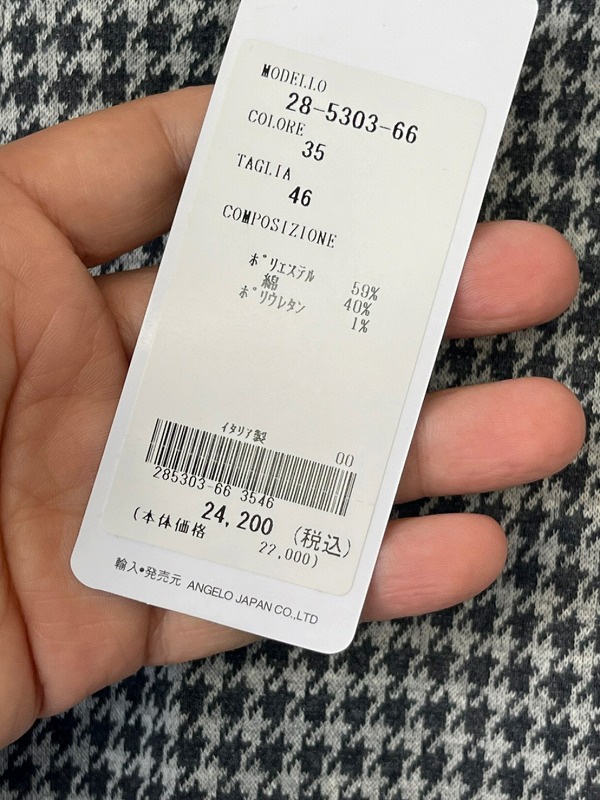 MODELLO
28-5303-66
COLORE
35
TAGLIA
46
COMPOSIZIONE
ポリエステル 59%
綿 40%
ポリウレタン 1%
イタリア製 00
285303-66 3546
24,200 (税込)
(本体価格 22,000)
輸入•発売元 ANGELO JAPAN CO.,LTD